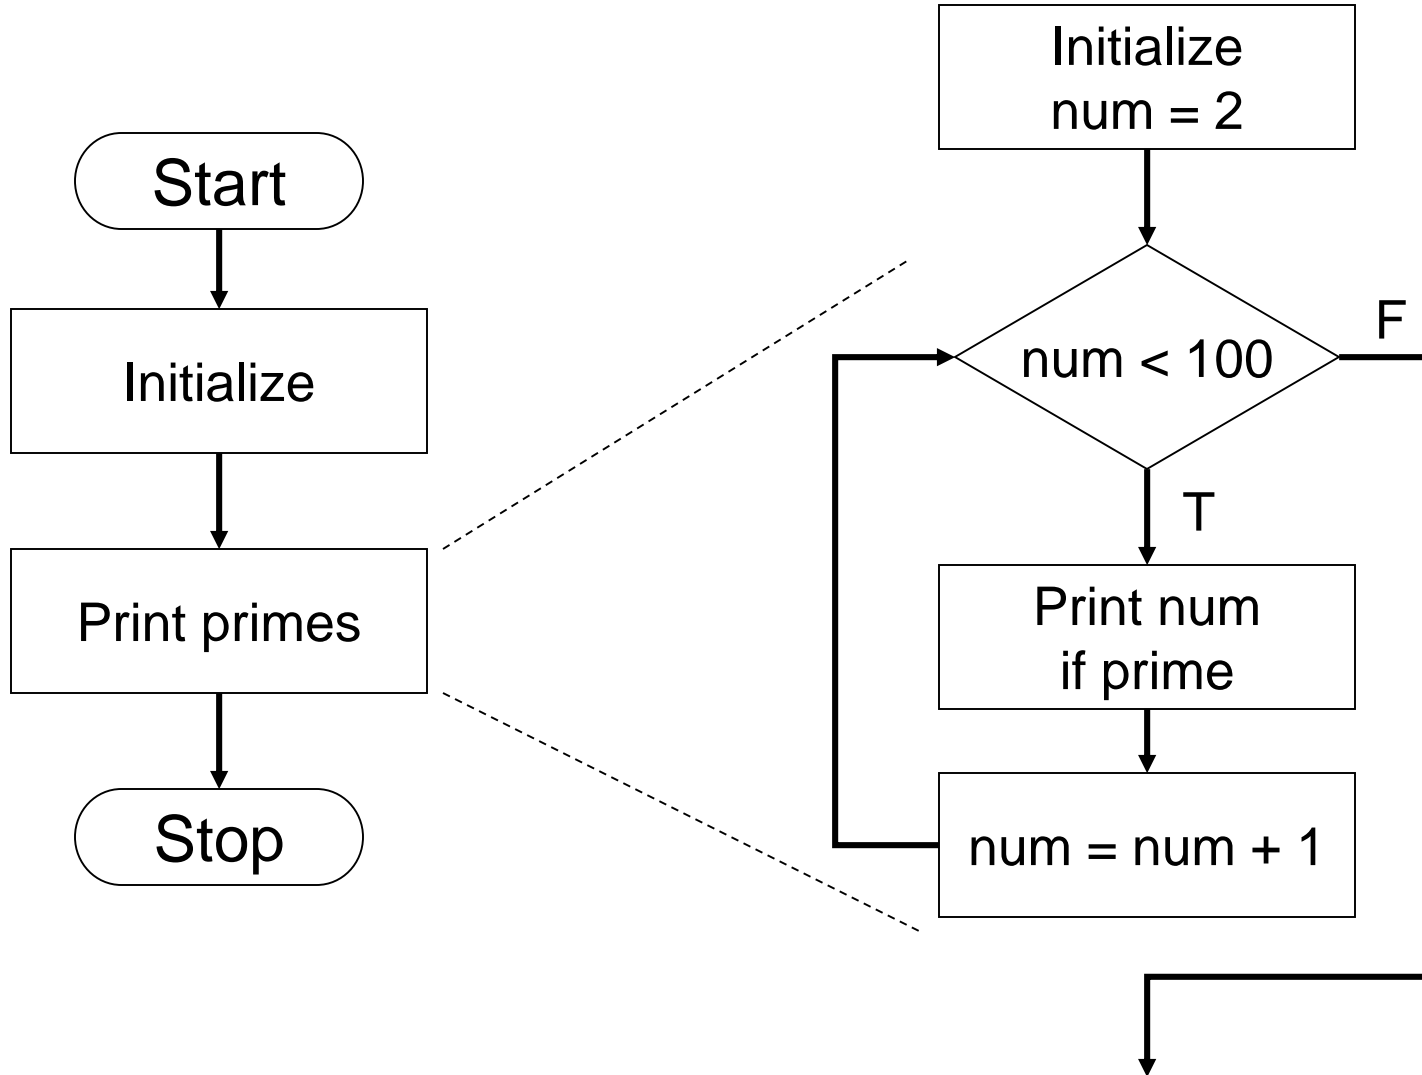 Start
Initialize
Print primes
Stop
Initialize
num = 2
num < 100
F
T
Print num
if prime
num = num + 1